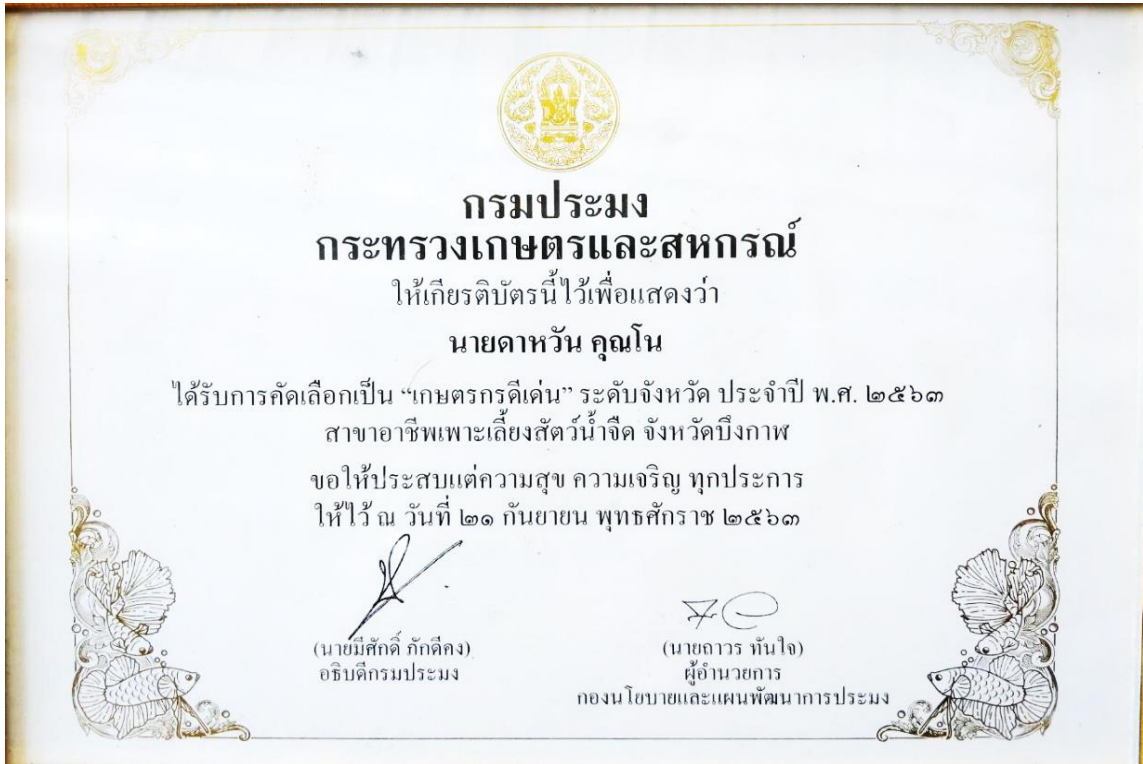 กรมประมง
กระทรวงเกษตรและสหกรณ์
ให้เกียรติบัตรนี้ไว้เพื่อแสดงว่า
นายดาหวัน คุณโน
ได้รับการคัดเลือกเป็น “เกษตรกรดีเด่น” ระดับจังหวัด ประจำปี พ.ศ. ๒๕๖๓
สาขาอาชีพเพาะเลี้ยงสัตว์น้ำจืด จังหวัดบึงกาฬ
ขอให้ประสบแต่ความสุข ความเจริญ ทุกประการ
ให้ไว้ ณ วันที่ ๒๑ กันยายน พุทธศักราช ๒๕๖๓
(นายมีศักดิ์ ภักดีคง)
อธิบดีกรมประมง
(นายถาวร ทันใจ)
ผู้อำนวยการ
กองนโยบายและแผนพัฒนาการประมง